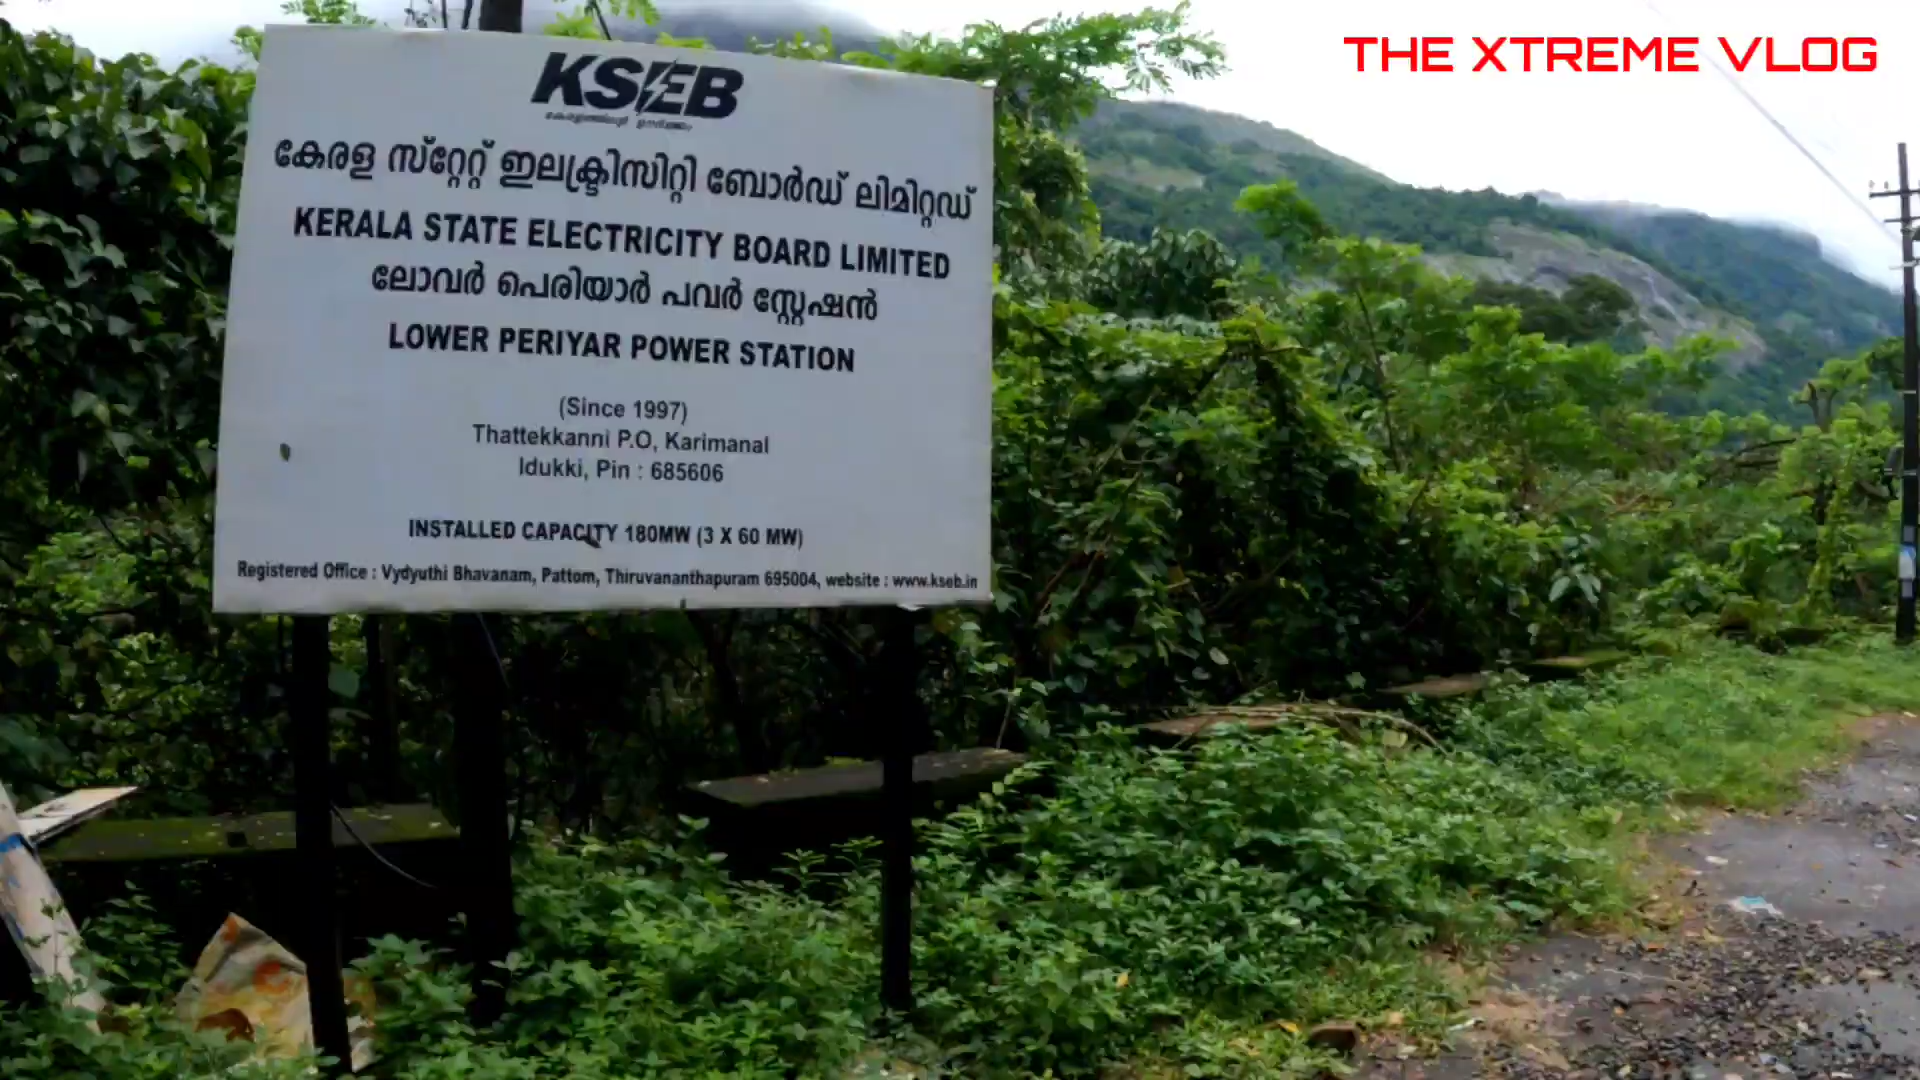 THE XTREME VLOG
KSEB
കേരളത്തിന്റെ ഊർജ്ജം
കേരള സ്റ്റേറ്റ് ഇലക്ട്രിസിറ്റി ബോർഡ് ലിമിറ്റഡ്
KERALA STATE ELECTRICITY BOARD LIMITED
ലോവർ പെരിയാർ പവർ സ്റ്റേഷൻ
LOWER PERIYAR POWER STATION
(Since 1997)
Thattekkanni P.O, Karimanal
Idukki, Pin : 685606
INSTALLED CAPACITY 180MW (3 X 60 MW)
Registered Office : Vydyuthi Bhavanam, Pattom, Thiruvananthapuram 695004, website : www.kseb.in